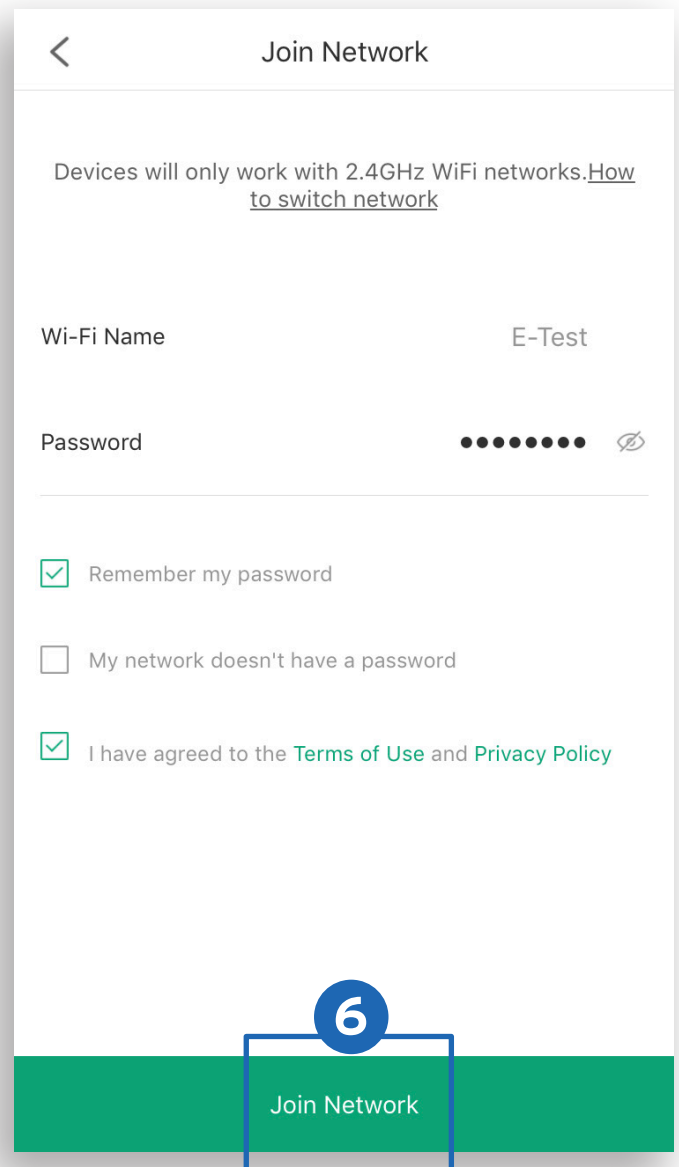 Join Network
Devices will only work with 2.4GHz WiFi networks.How
to switch network
Wi-Fi Name E-Test
Password ••••••••
Remember my password
My network doesn't have a password
I have agreed to the Terms of Use and Privacy Policy
6
Join Network